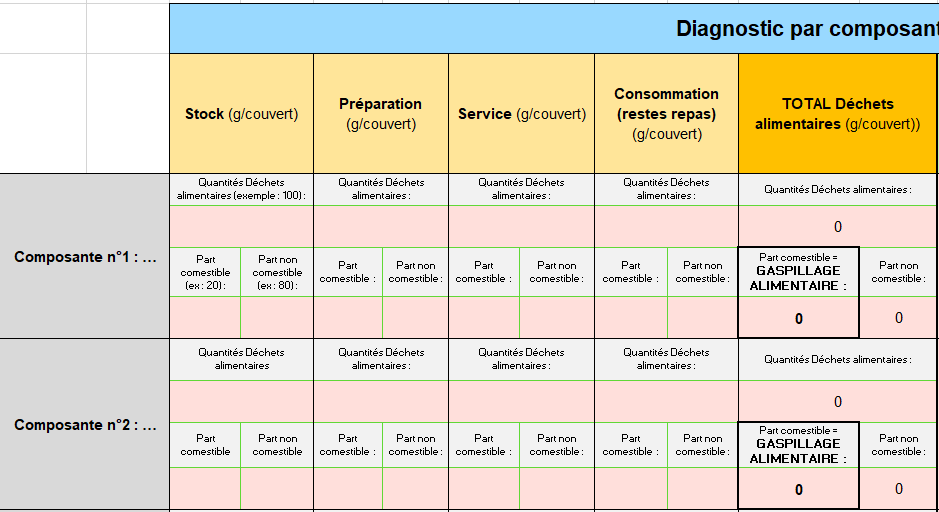 Diagnostic par composant
Stock (g/couvert)
Préparation
(g/couvert)
Service (g/couvert)
Consommation
(restes repas)
(g/couvert)
TOTAL Déchets
alimentaires (g/couvert))
Composante n°1 : ...
Quantités Déchets
alimentaires (exemple : 100) :
Quantités Déchets
alimentaires :
Quantités Déchets
alimentaires :
Quantités Déchets
alimentaires :
Quantités Déchets alimentaires :
0
Part
comestible
(ex : 20) :
Part non
comestible
(ex : 80) :
Part
comestible :
Part non
comestible :
Part
comestible :
Part non
comestible :
Part
comestible :
Part non
comestible :
Part comestible =
GASPILLAGE
ALIMENTAIRE :
Part non
comestible :
0
0
Composante n°2 : ...
Quantités Déchets
alimentaires
Quantités Déchets
alimentaires :
Quantités Déchets
alimentaires :
Quantités Déchets
alimentaires :
Quantités Déchets alimentaires :
0
Part
comestible
Part non
comestible
Part
comestible :
Part non
comestible :
Part
comestible :
Part non
comestible :
Part
comestible :
Part non
comestible :
Part comestible =
GASPILLAGE
ALIMENTAIRE :
Part non
comestible :
0
0